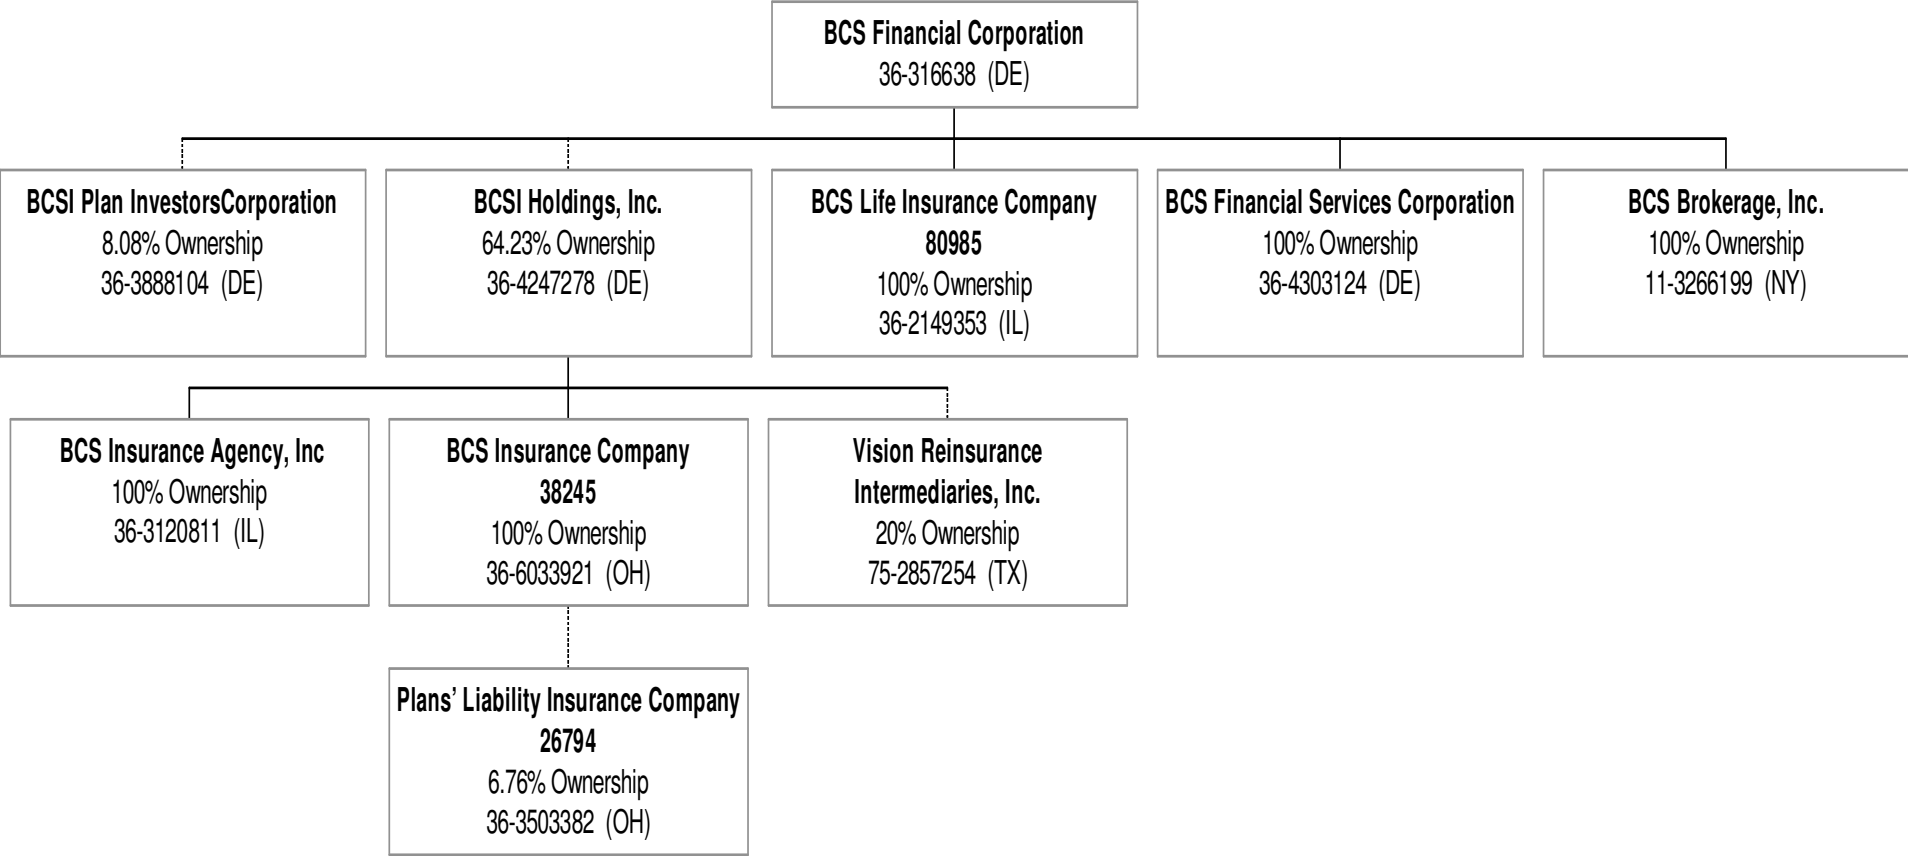 BCS Financial Corporation
36-316638 (DE)
BCSI Plan InvestorsCorporation
8.08% Ownership
36-3888104 (DE)
BCSI Holdings, Inc.
64.23% Ownership
36-4247278 (DE)
BCS Life Insurance Company
80985
100% Ownership
36-2149353 (IL)
BCS Financial Services Corporation
100% Ownership
36-4303124 (DE)
BCS Brokerage, Inc.
100% Ownership
11-3266199 (NY)
BCS Insurance Agency, Inc
100% Ownership
36-3120811 (IL)
BCS Insurance Company
38245
100% Ownership
36-6033921 (OH)
Vision Reinsurance
Intermediaries, Inc.
20% Ownership
75-2857254 (TX)
Plans’ Liability Insurance Company
26794
6.76% Ownership
36-3503382 (OH)